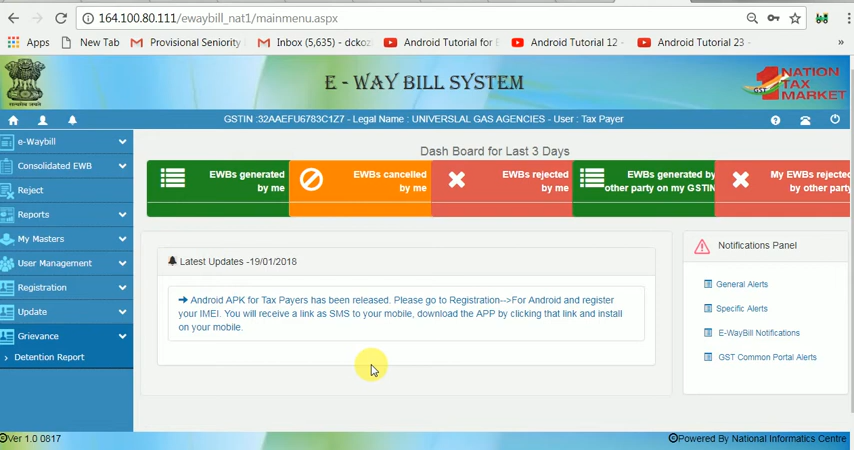 164.100.80.111/ewaybill_nat1/mainmenu.aspx
Apps New Tab Provisional Seniority Inbox (5,635) - dckoz Android Tutorial for E Android Tutorial 12 - Android Tutorial 23 - »
E - WAY BILL SYSTEM
NATION
TAX
MARKET
GST
GSTIN :32AAEFU6783C1Z7 - Legal Name : UNIVERSLAL GAS AGENCIES - User : Tax Payer
e-Waybill
Consolidated EWB
Reject
Reports
My Masters
User Management
Registration
Update
Grievance
› Detention Report
Dash Board for Last 3 Days
EWBs generated
by me
EWBs cancelled
by me
EWBs rejected
by me
EWBs generated by
other party on my GSTIN
My EWBs rejected
by other party
Latest Updates -19/01/2018
Android APK for Tax Payers has been released. Please go to Registration-->For Android and register
your IMEI. You will receive a link as SMS to your mobile, download the APP by clicking that link and install
on your mobile.
Notifications Panel
General Alerts
Specific Alerts
E-WayBill Notifications
GST Common Portal Alerts
Ver 1.0 0817
Powered By National Informatics Centre